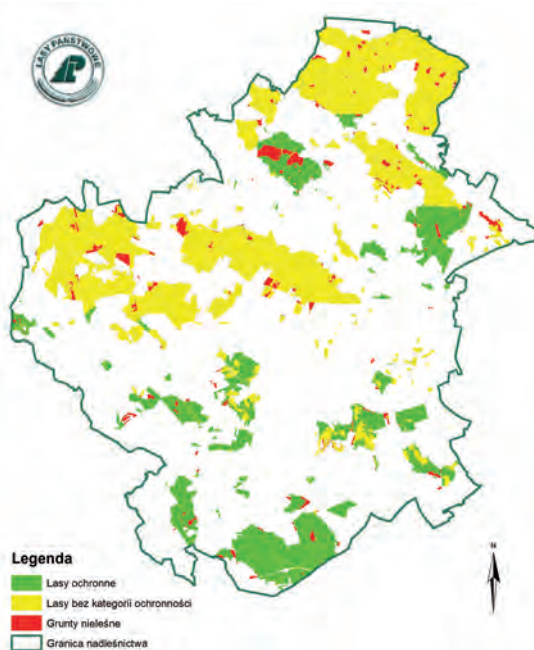 LASY PAŃSTWOWE
Legenda
Lasy ochronne
Lasy bez kategorii ochronności
Grunty nieleśne
Granica nadleśnictwa
N